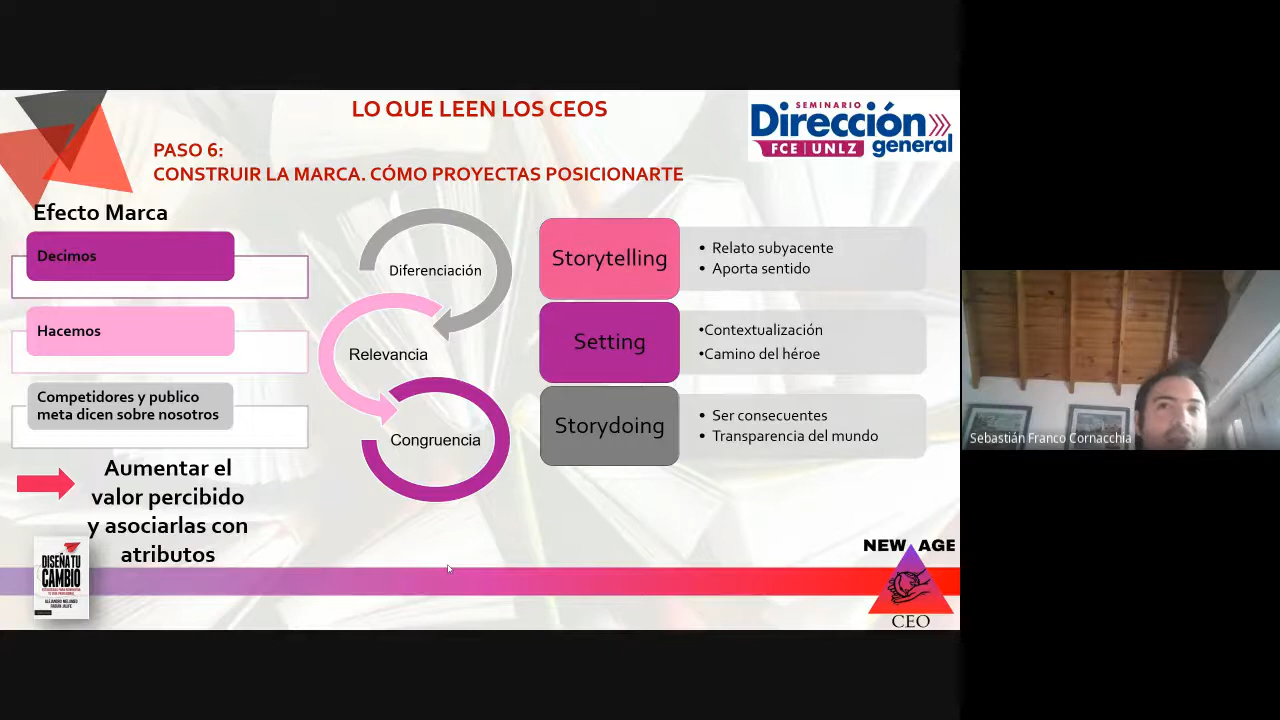 LO QUE LEEN LOS CEOS
SEMINARIO
Dirección
general
FCE | UNLZ
PASO 6:
CONSTRUIR LA MARCA. CÓMO PROYECTAS POSICIONARTE
Efecto Marca
Decimos
Hacemos
Competidores y publico
meta dicen sobre nosotros
Aumentar el
valor percibido
y asociarlas con
atributos
Diferenciación
Relevancia
Congruencia
Storytelling
• Relato subyacente
• Aporta sentido
Setting
•Contextualización
•Camino del héroe
Storydoing
• Ser consecuentes
• Transparencia del mundo
DISEÑA TU
CAMBIO
NEW AGE
CEO
Sebastián Franco Cornacchia